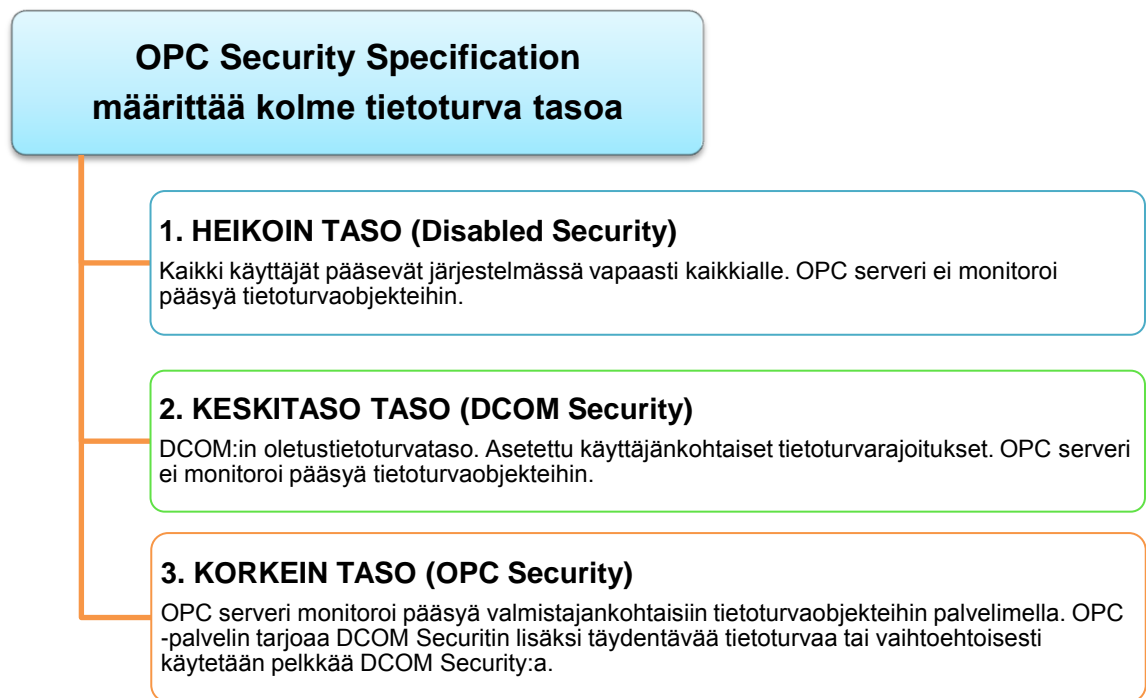 OPC Security Specification
määrittää kolme tietoturva tasoa
1. HEIKOIN TASO (Disabled Security)
Kaikki käyttäjät pääsevät järjestelmässä vapaasti kaikkialle. OPC serveri ei monitoroi
pääsyä tietoturvaobjekteihin.
2. KESKITASO TASO (DCOM Security)
DCOM:in oletustietoturvataso. Asetettu käyttäjänkohtaiset tietoturvarajoitukset. OPC serveri
ei monitoroi pääsyä tietoturvaobjekteihin.
3. KORKEIN TASO (OPC Security)
OPC serveri monitoroi pääsyä valmistajankohtaisiin tietoturvaobjekteihin palvelimella. OPC
-palvelin tarjoaa DCOM Securitin lisäksi täydentävää tietoturvaa tai vaihtoehtoisesti
käytetään pelkkää DCOM Security:a.